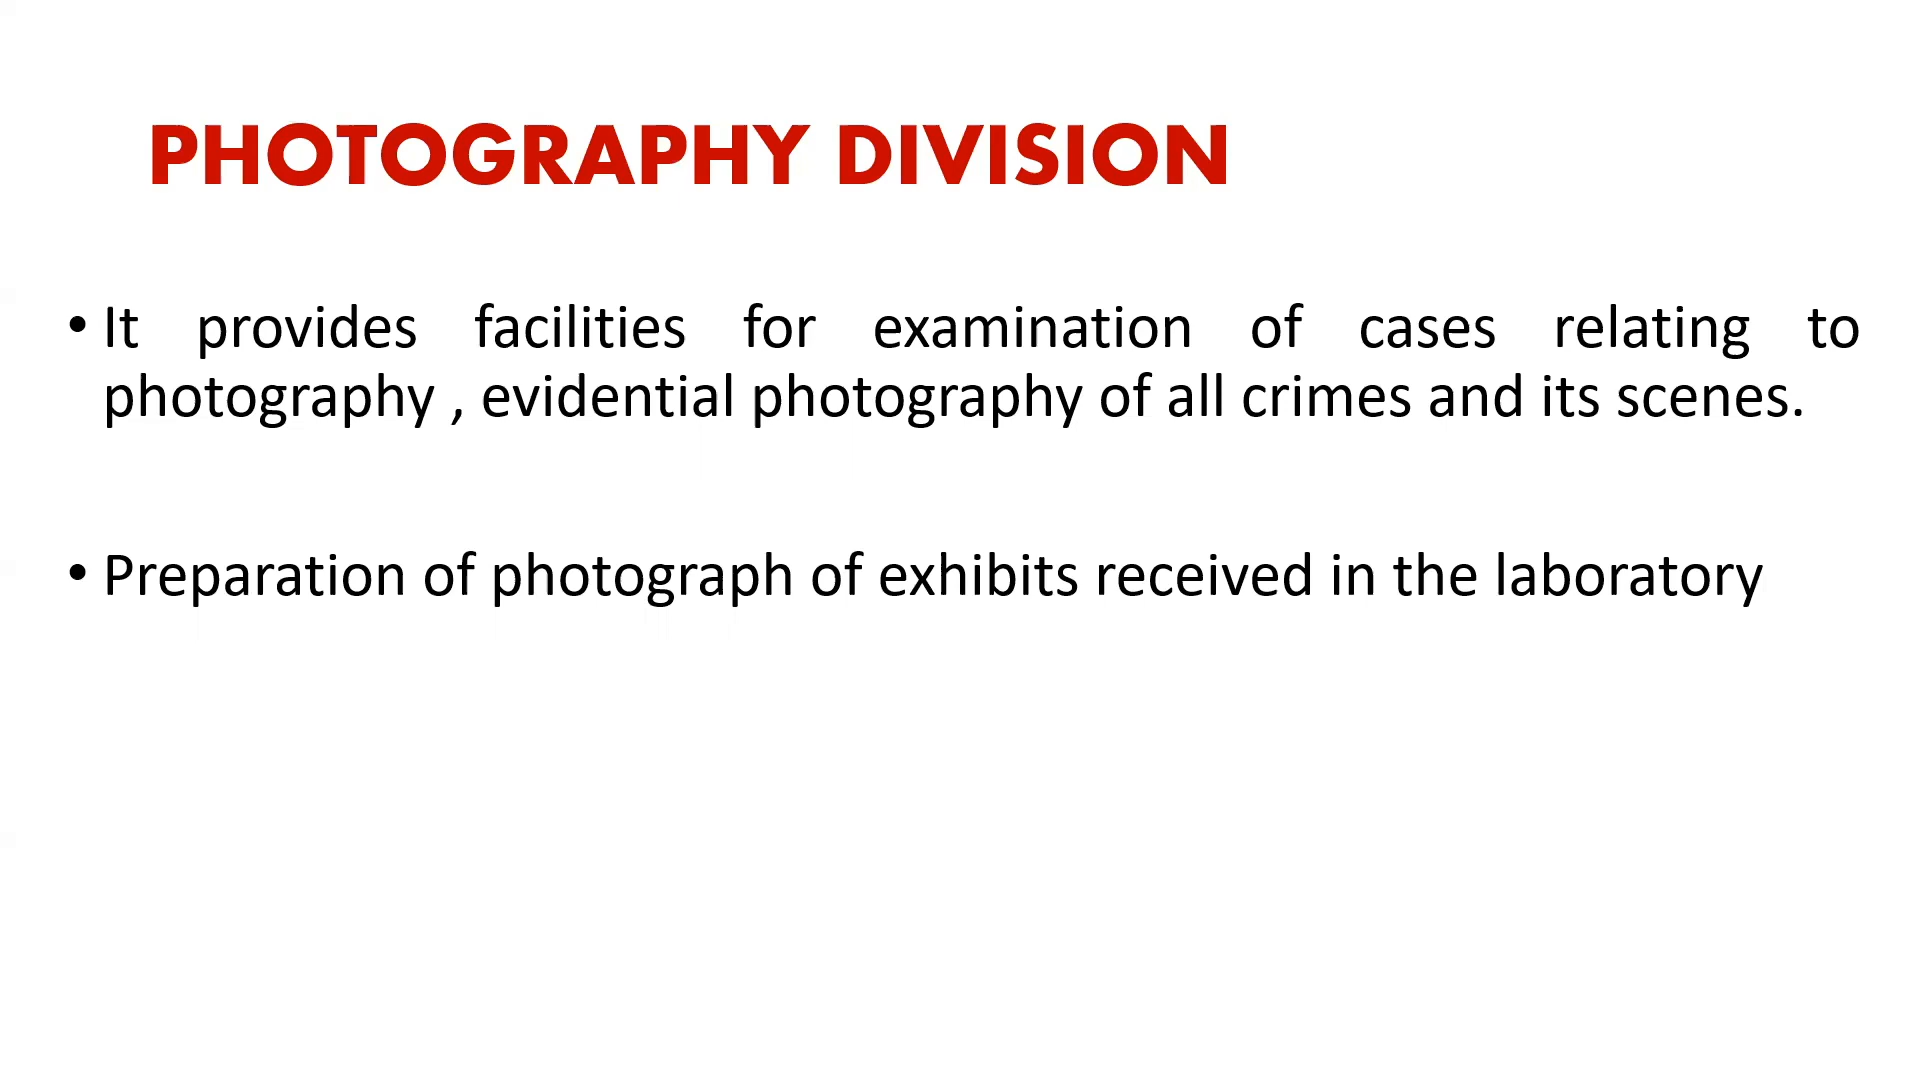 PHOTOGRAPHY DIVISION
• It provides facilities for examination of cases relating to
photography , evidential photography of all crimes and its scenes.
• Preparation of photograph of exhibits received in the laboratory